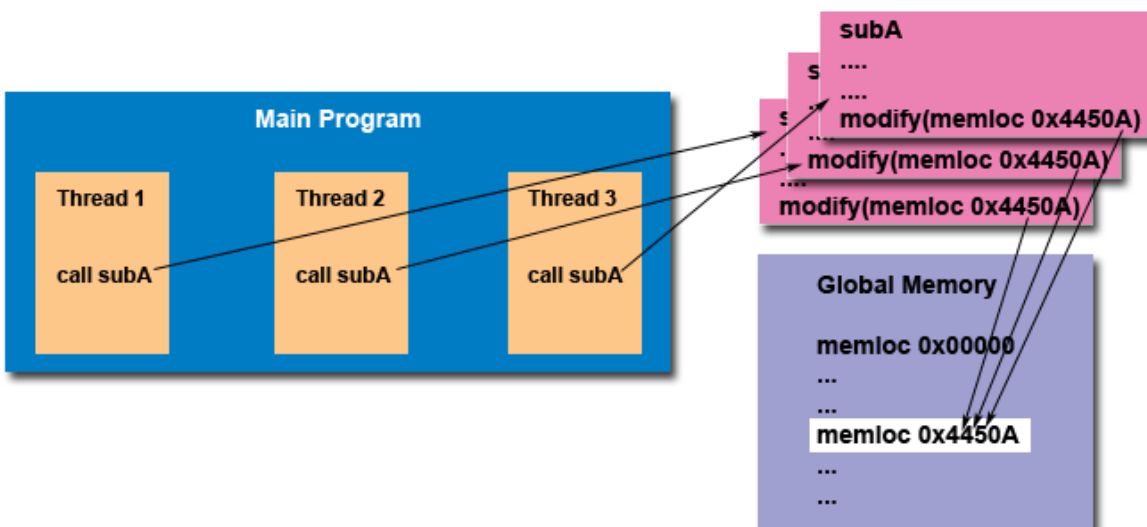 Main Program
Thread 1
call subA
Thread 2
call subA
Thread 3
call subA
subA
....
....
modify(memloc 0x4450A)
s
....
modify(memloc 0x4450A)
s
....
modify(memloc 0x4450A)
Global Memory
memloc 0x00000
...
...
memloc 0x4450A
...
...